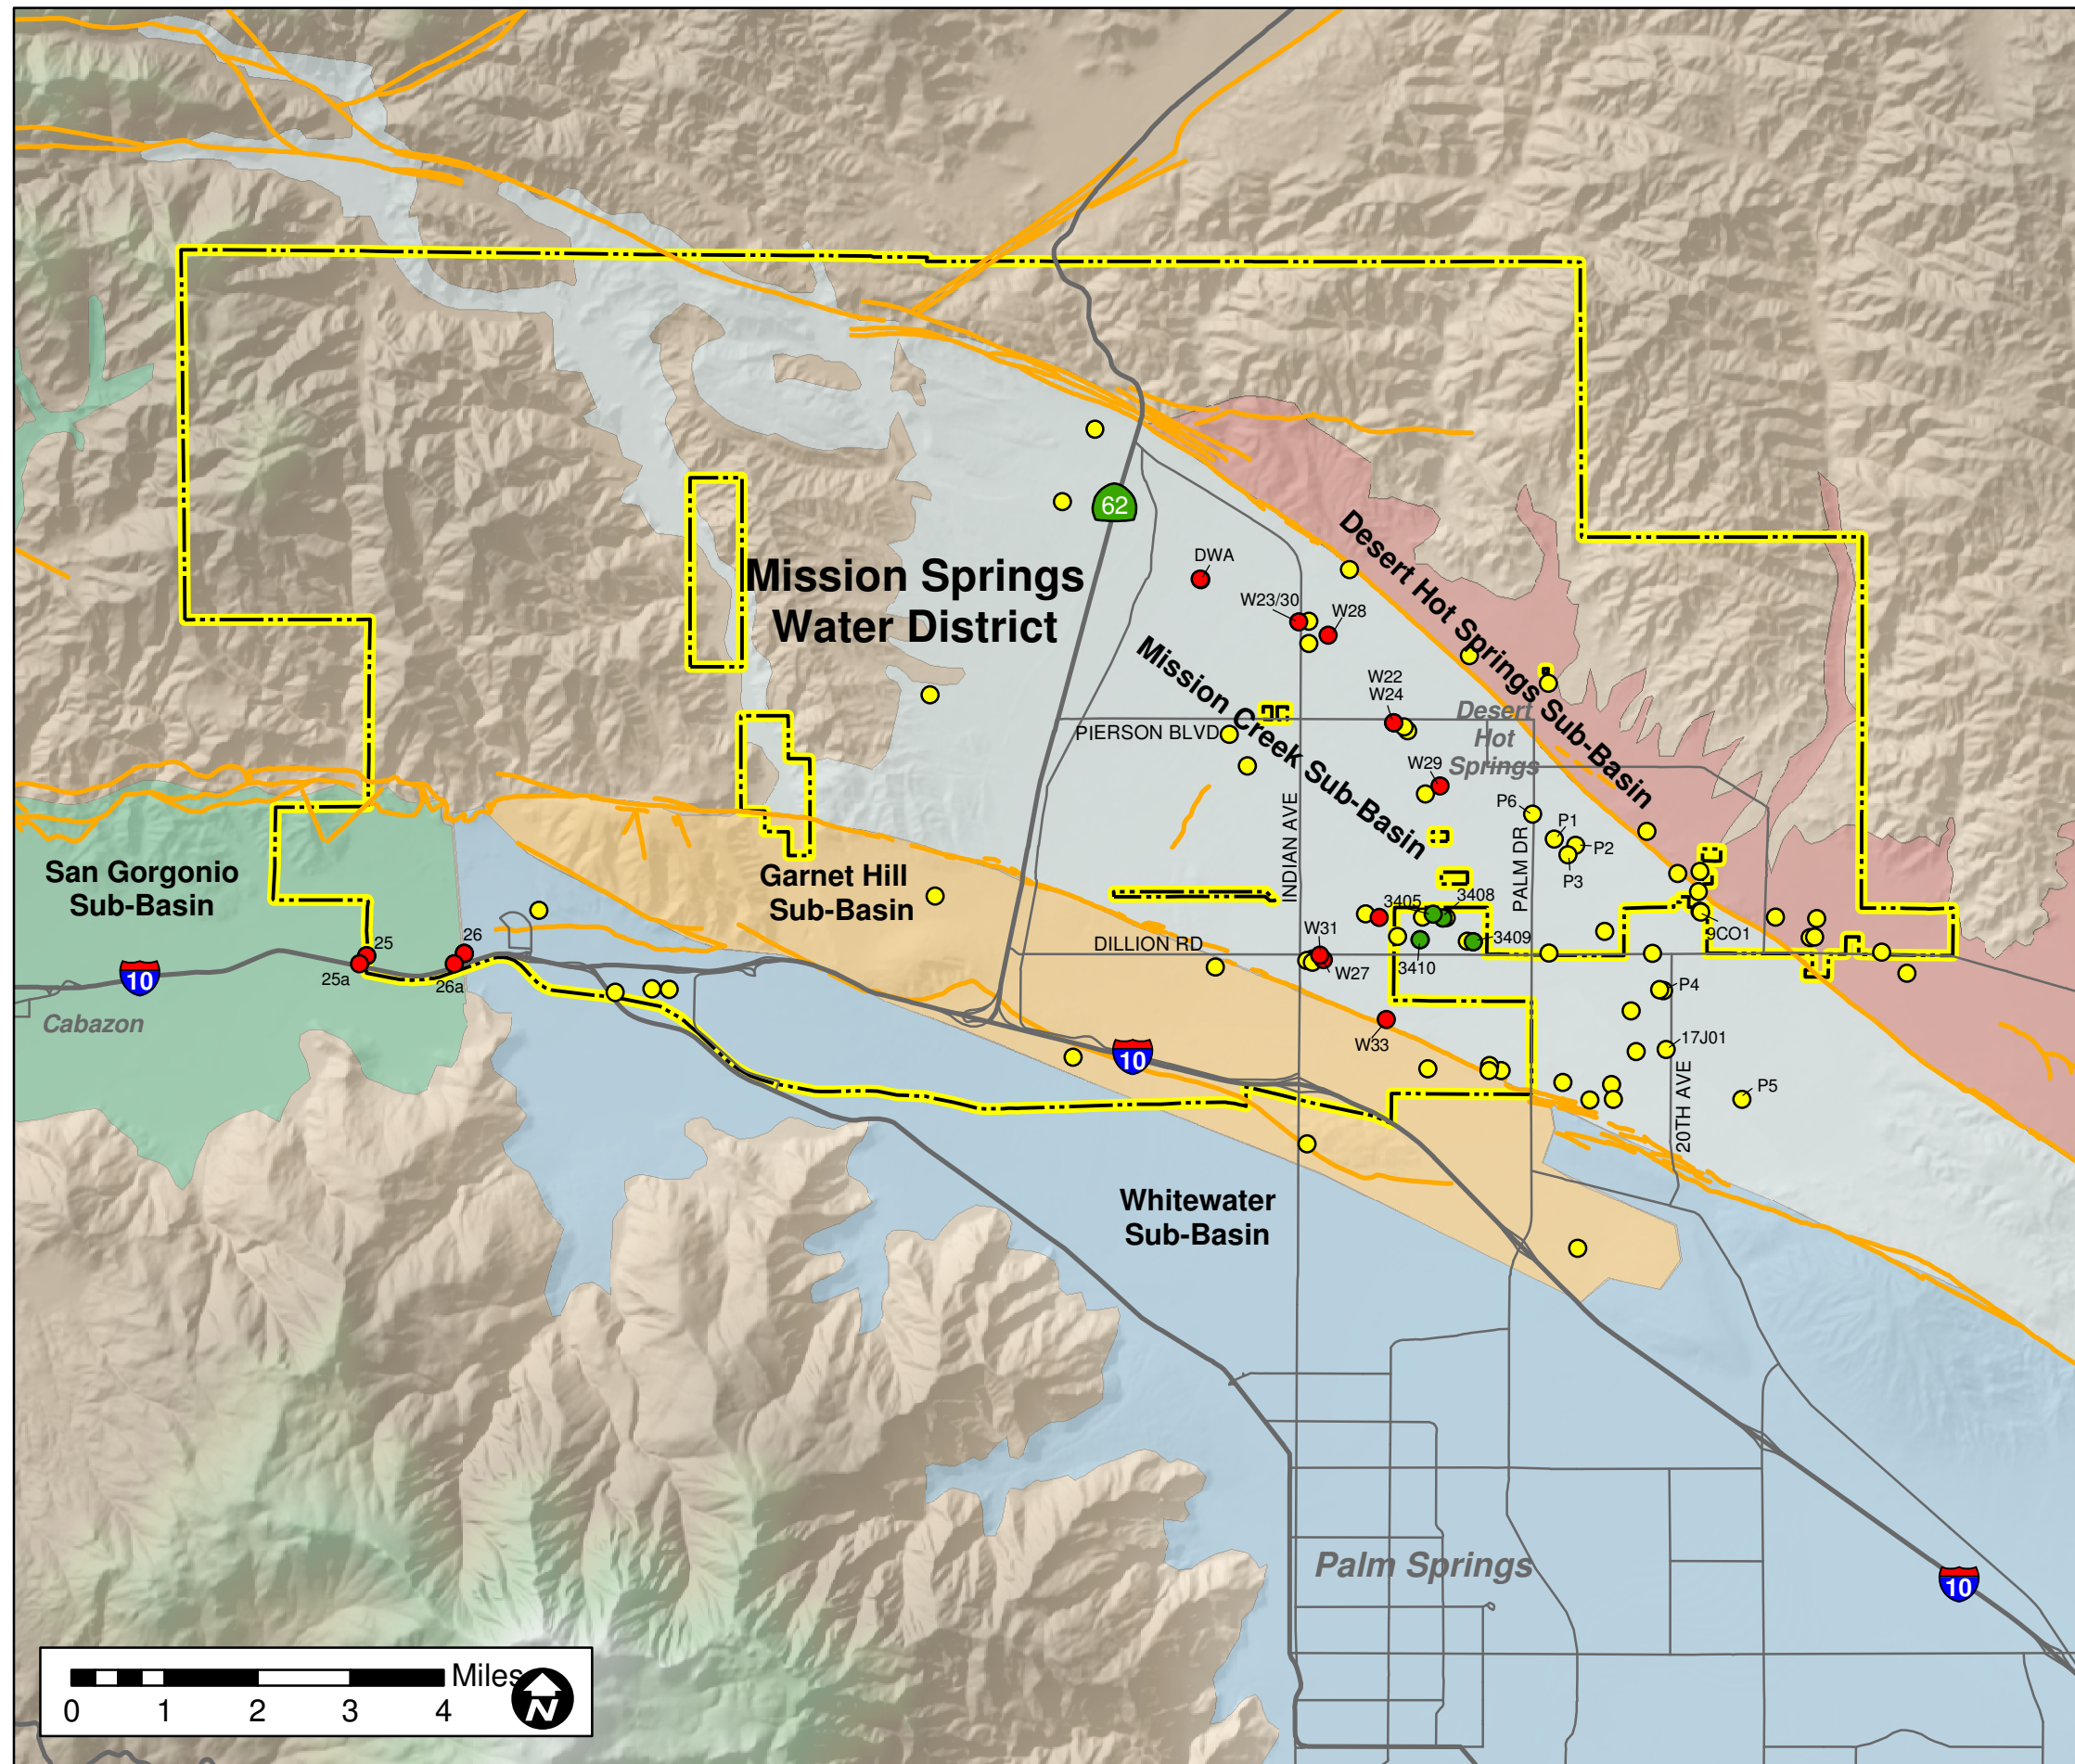 62
Mission Springs
Water District
DWA
W23/30
W28
Desert Hot Springs Sub-Basin
Mission Creek Sub-Basin
W22
W24
PIERSON BLVD
Desert
Hot
Springs
W29
INDIAN AVE
P6
P1
P2
P3
PALM DR
San Gorgonio
Sub-Basin
Garnet Hill
Sub-Basin
3405
3408
3409
3410
9CO1
W31
W27
DILLION RD
25
25a
26
26a
10
Cabazon
P4
W33
10
17J01
20TH AVE
P5
Whitewater
Sub-Basin
Palm Springs
10
Miles
0 1 2 3 4
N